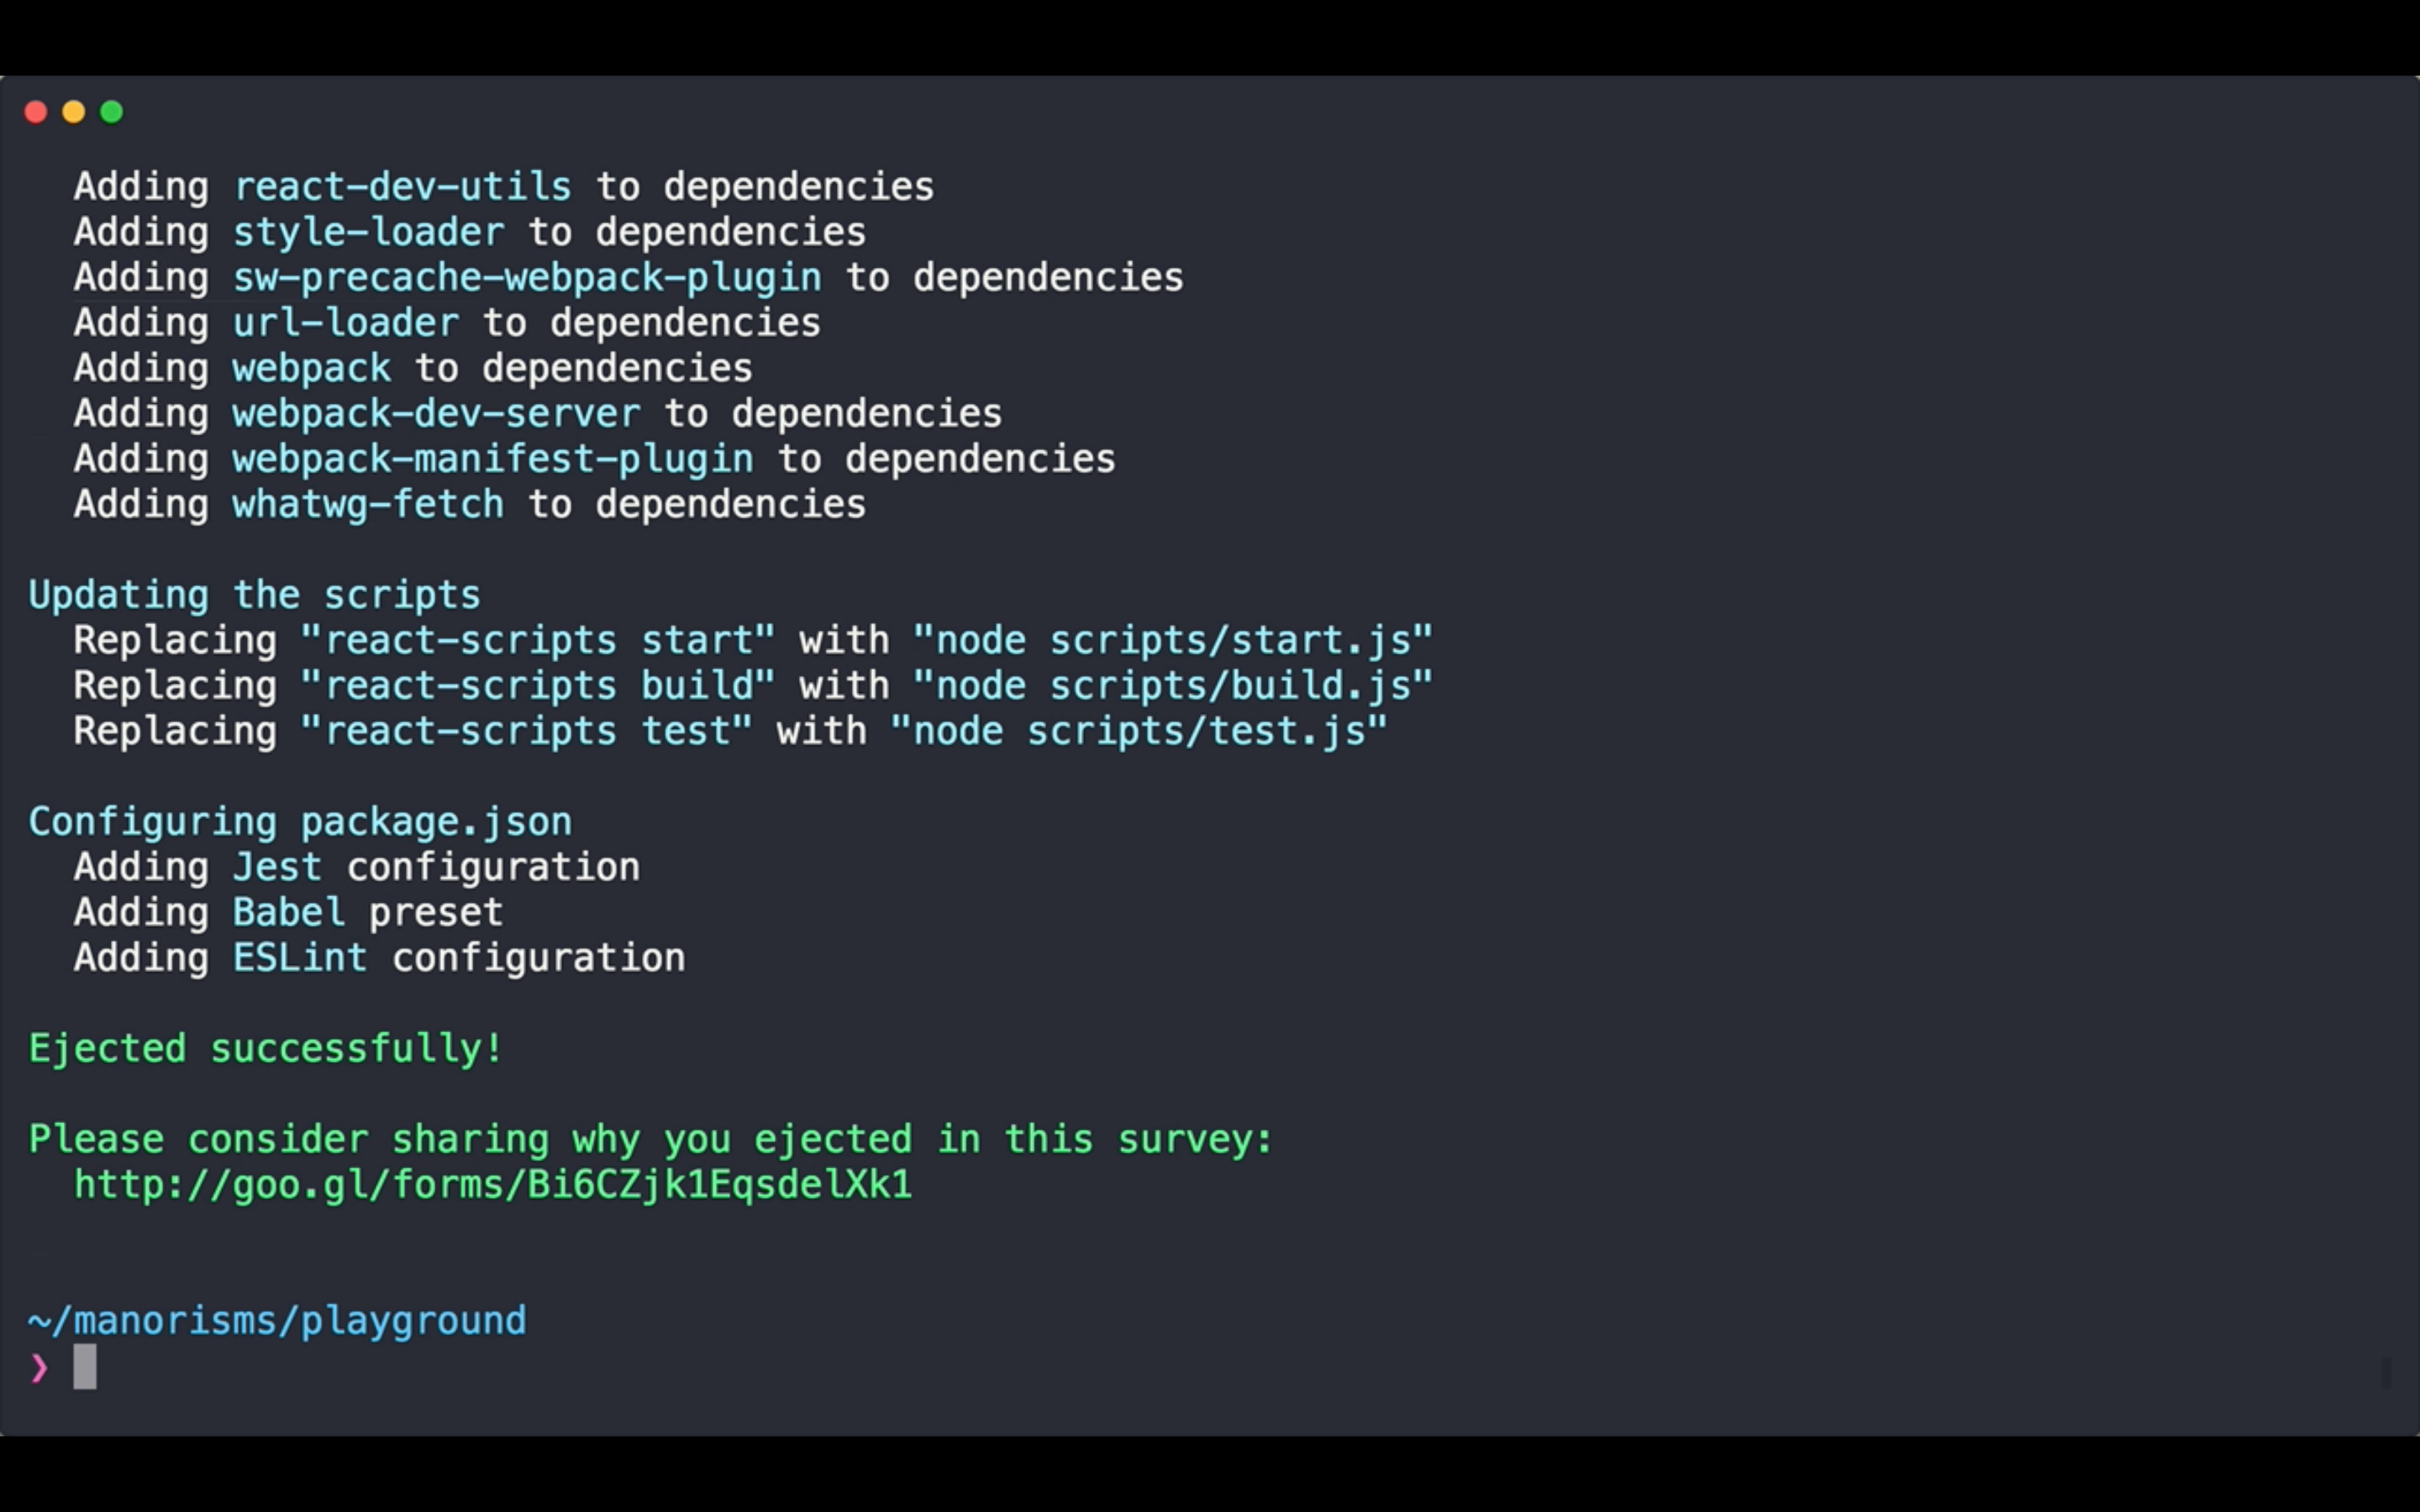 Adding react-dev-utils to dependencies
Adding style-loader to dependencies
Adding sw-precache-webpack-plugin to dependencies
Adding url-loader to dependencies
Adding webpack to dependencies
Adding webpack-dev-server to dependencies
Adding webpack-manifest-plugin to dependencies
Adding whatwg-fetch to dependencies
Updating the scripts
Replacing "react-scripts start" with "node scripts/start.js"
Replacing "react-scripts build" with "node scripts/build.js"
Replacing "react-scripts test" with "node scripts/test.js"
Configuring package.json
Adding Jest configuration
Adding Babel preset
Adding ESLint configuration
Ejected successfully!
Please consider sharing why you ejected in this survey:
http://goo.gl/forms/Bi6CZjk1EqsdelXk1
~/manorisms/playground
❯